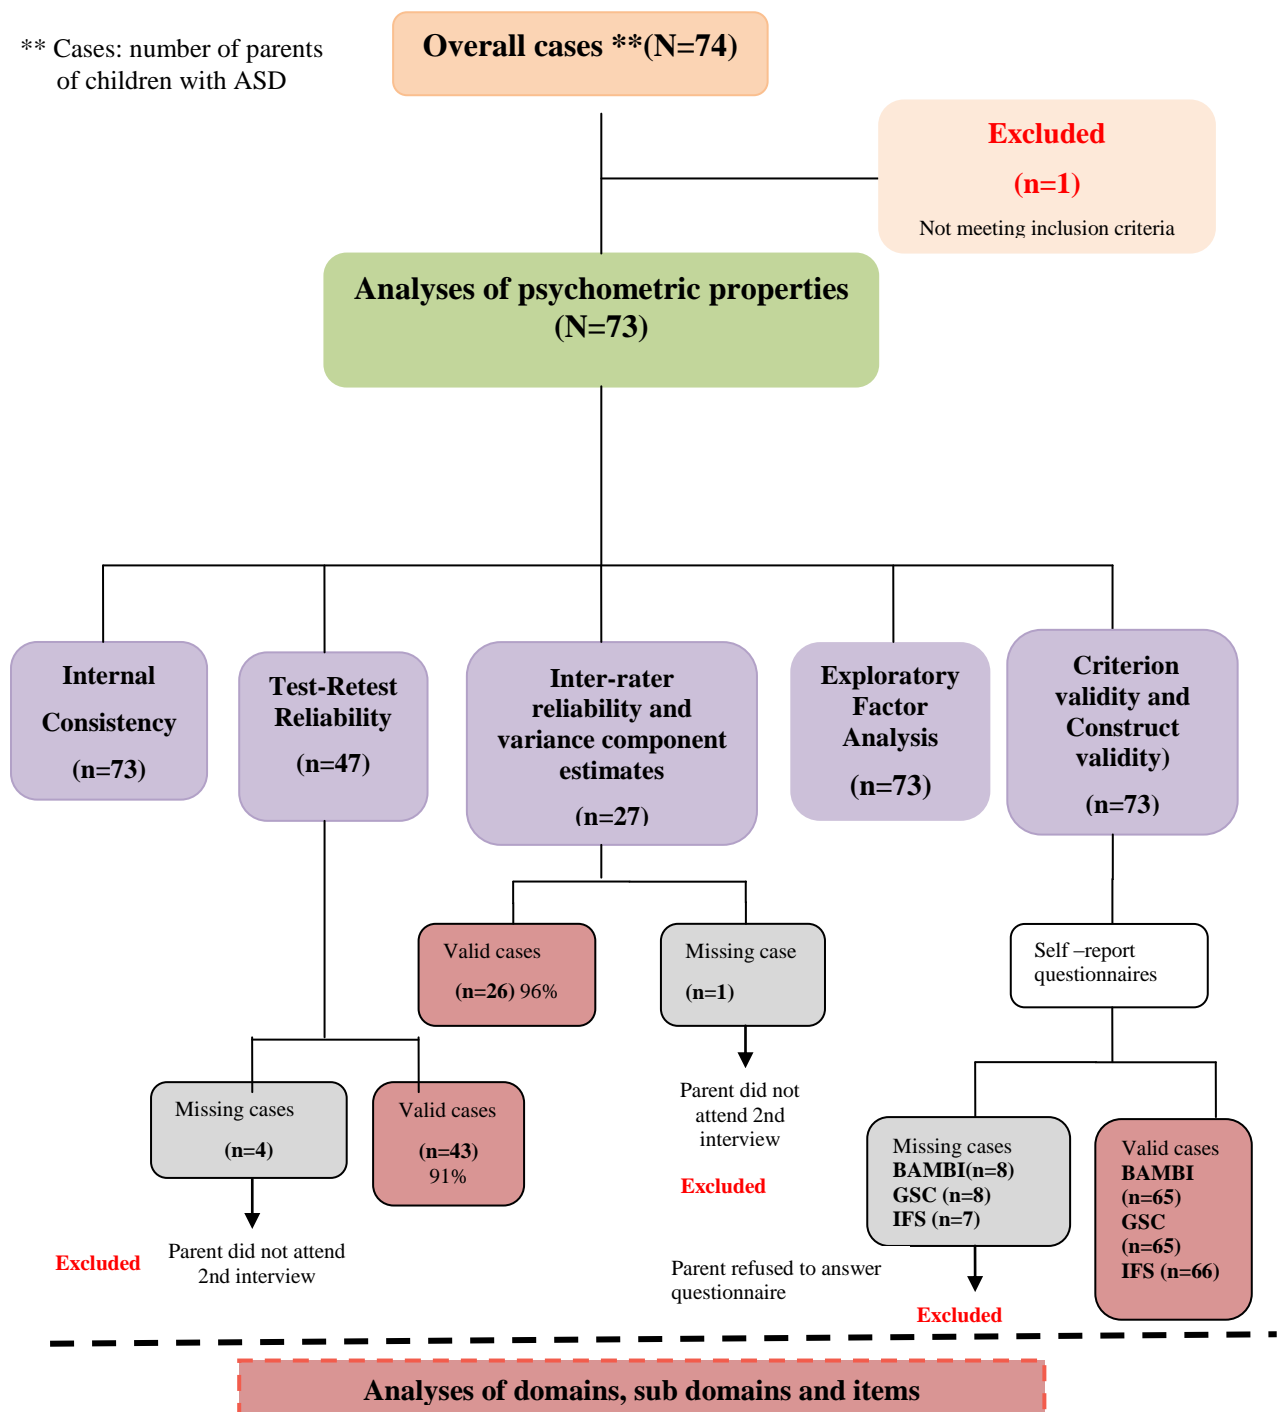 ** Cases: number of parents
of children with ASD
Overall cases **(N=74)
Excluded
(n=1)
Not meeting inclusion criteria
Analyses of psychometric properties
(N=73)
Internal
Consistency
(n=73)
Test-Retest
Reliability
(n=47)
Inter-rater
reliability and
variance component
estimates
(n=27)
Exploratory
Factor
Analysis
(n=73)
Criterion
validity and
Construct
validity)
(n=73)
Valid cases
(n=26) 96%
Missing case
(n=1)
Self –report
questionnaires
Missing cases
(n=4)
Valid cases
(n=43)
91%
Parent did not
attend 2nd
interview
Excluded
Missing cases
BAMBI(n=8)
GSC (n=8)
IFS (n=7)
Valid cases
BAMBI
(n=65)
GSC
(n=65)
IFS (n=66)
Excluded
Parent did not attend
2nd interview
Parent refused to answer
questionnaire
Excluded
Analyses of domains, sub domains and items